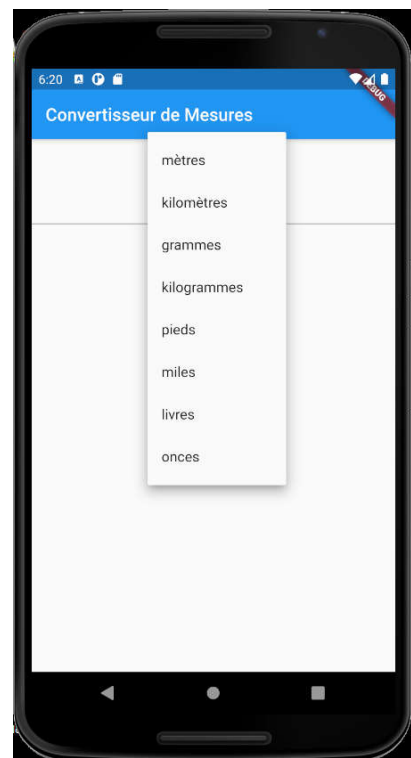 6:20
DEBUG
Convertisseur de Mesures
mètres
kilomètres
grammes
kilogrammes
pieds
miles
livres
onces